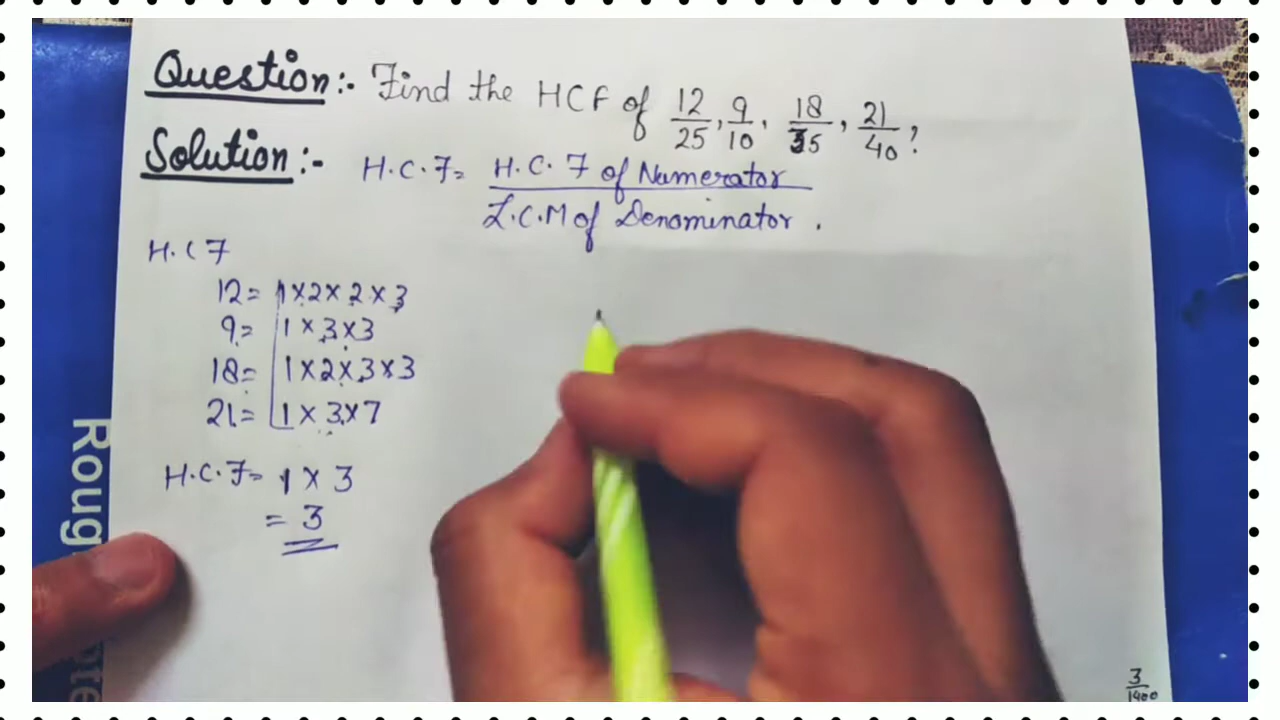 Question:- Find the HCF of 12/25, 9/10, 18/35, 21/40?
Solution:- H.C.F= H.C.F of Numerator / L.C.M of Denominator.
H.C F
12= 1×2×2×3
9= 1×3×3
18= 1×2×3×3
21= 1×3×7
H.C.F= 1×3
= 3
3/1400
Roug